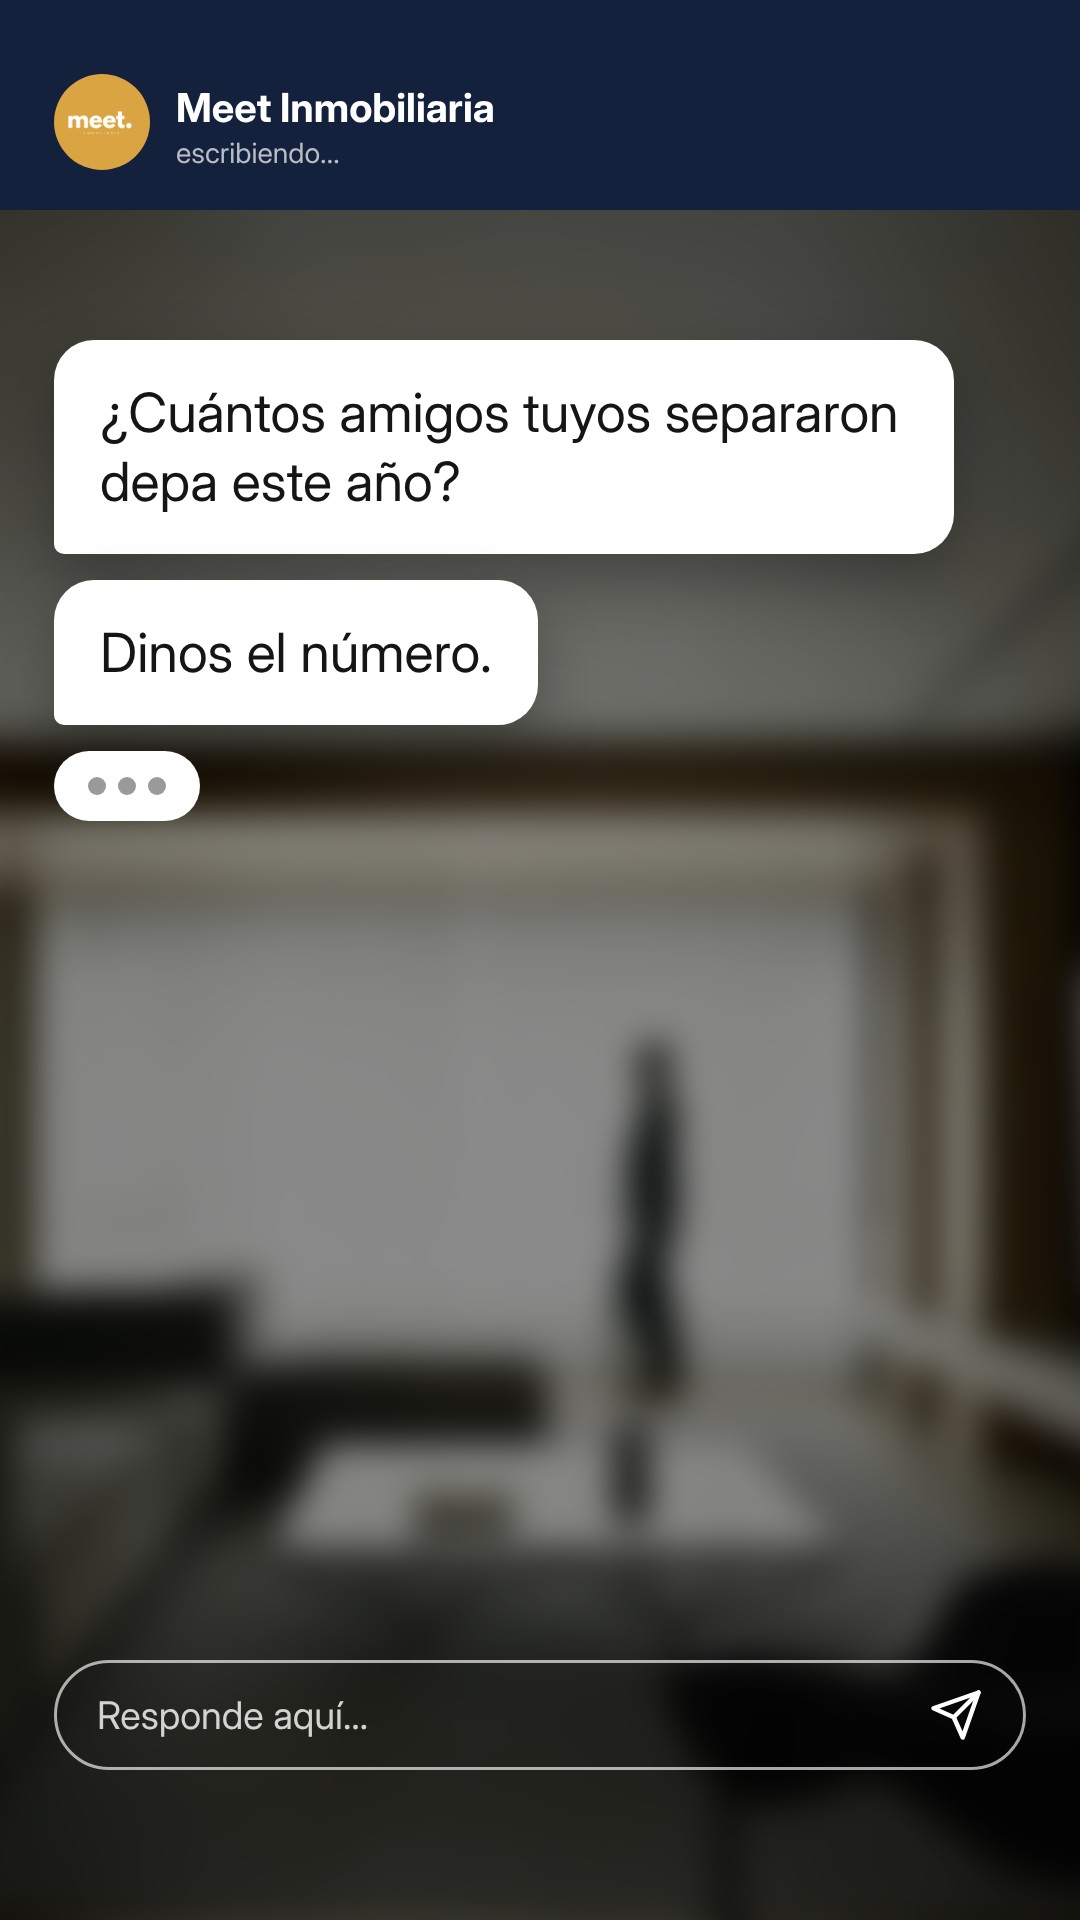 meet.
Meet Inmobiliaria
escribiendo...
¿Cuántos amigos tuyos separaron
depa este año?
Dinos el número.
Responde aquí...